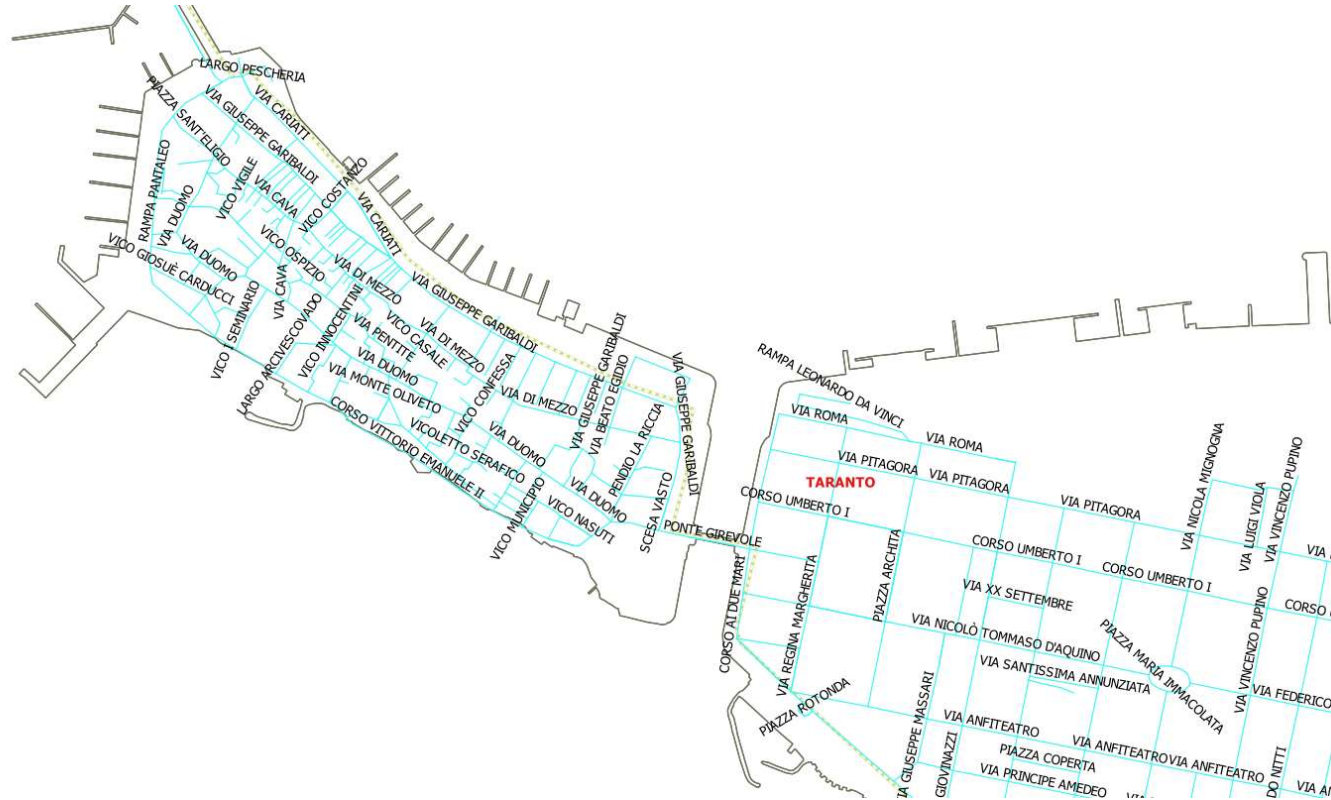 LARGO PESCHERIA
VIA CARIATI
PIAZZA SANT'ELIGIO
VIA GIUSEPPE GARIBALDI
RAMPA PANTALEO
VICO VIGILE
VIA CAVA
VICO COSTANZO
VIA DUOMO
VIA CARIATI
VICO GIOSUÈ CARDUCCI
VIA DUOMO
VICO OSPIZIO
VIA DI MEZZO
VIA GIUSEPPE GARIBALDI
VIA CAVA
VICO I SEMINARIO
LARGO ARCIVESCOVADO
VICO INNOCENTINI
VIA PENTITE
VICO CASALE
VIA DI MEZZO
VIA DUOMO
VICO CONFESSA
VIA MONTE OLIVETO
VIA DI MEZZO
VIA GIUSEPPE GARIBALDI
VIA BEATO EGIDIO
VIA GIUSEPPE GARIBALDI
CORSO VITTORIO EMANUELE II
VICOLETTO SERAFICO
VIA DUOMO
PENDIO LA RICCIA
VIA DUOMO
VICO MUNICIPIO
VICO NASUTI
SCESA VASTO
PONTE GIREVOLE
RAMPA LEONARDO DA VINCI
VIA ROMA
VIA ROMA
VIA PITAGORA
VIA PITAGORA
TARANTO
VIA PITAGORA
VIA NICOLA MIGNOGNA
VIA LUIGI VIOLA
VIA VINCENZO PUPINO
CORSO UMBERTO I
CORSO UMBERTO I
CORSO UMBERTO I
VIA
CORSO
PIAZZA ARCHITA
VIA XX SETTEMBRE
CORSO AI DUE MARI
VIA REGINA MARGHERITA
VIA NICOLÒ TOMMASO D'AQUINO
PIAZZA MARIA IMMACOLATA
VIA VINCENZO PUPINO
VIA SANTISSIMA ANNUNZIATA
VIA FEDERICO
PIAZZA ROTONDA
VIA GIUSEPPE MASSARI
GIOVINAZZI
VIA ANFITEATRO
VIA ANFITEATRO
VIA ANFITEATRO
PIAZZA COPERTA
VIA PRINCIPE AMEDEO
DO NITTI